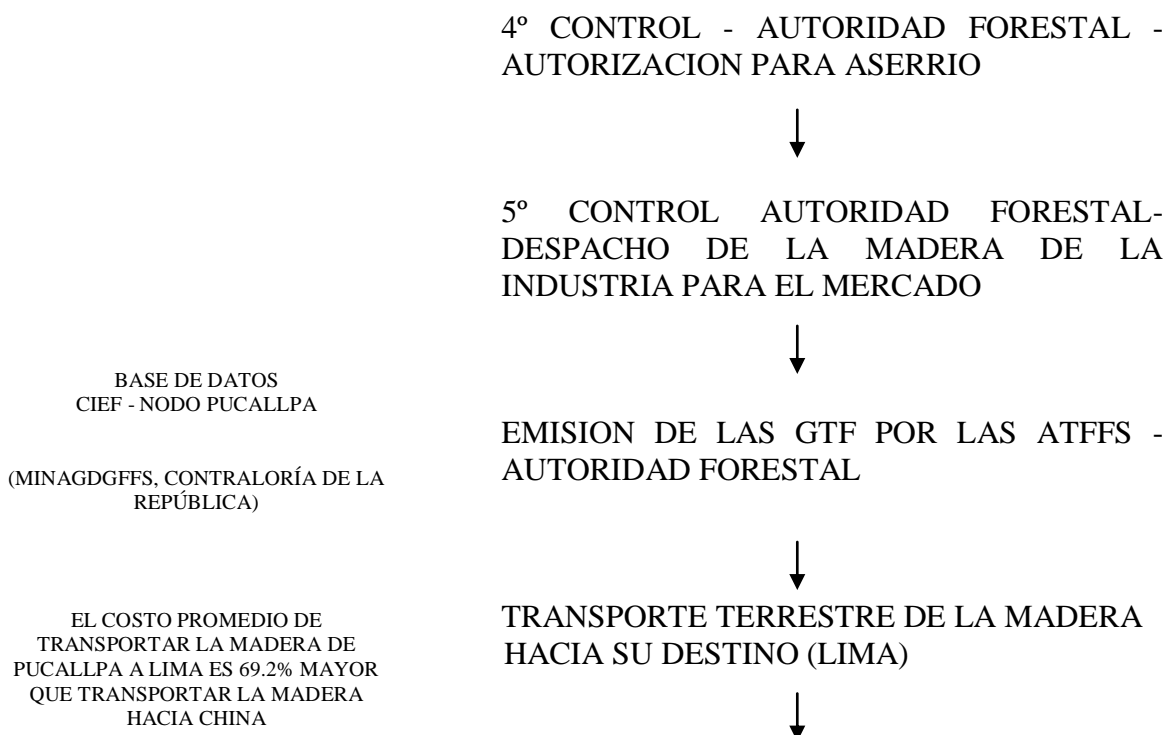 4º CONTROL - AUTORIDAD FORESTAL -
AUTORIZACION PARA ASERRIO
5º CONTROL AUTORIDAD FORESTAL-
DESPACHO DE LA MADERA DE LA
INDUSTRIA PARA EL MERCADO
BASE DE DATOS
CIEF - NODO PUCALLPA
(MINAGDGFFS, CONTRALORÍA DE LA
REPÚBLICA)
EMISION DE LAS GTF POR LAS ATFFS -
AUTORIDAD FORESTAL
EL COSTO PROMEDIO DE
TRANSPORTAR LA MADERA DE
PUCALLPA A LIMA ES 69.2% MAYOR
QUE TRANSPORTAR LA MADERA
HACIA CHINA
TRANSPORTE TERRESTRE DE LA MADERA
HACIA SU DESTINO (LIMA)